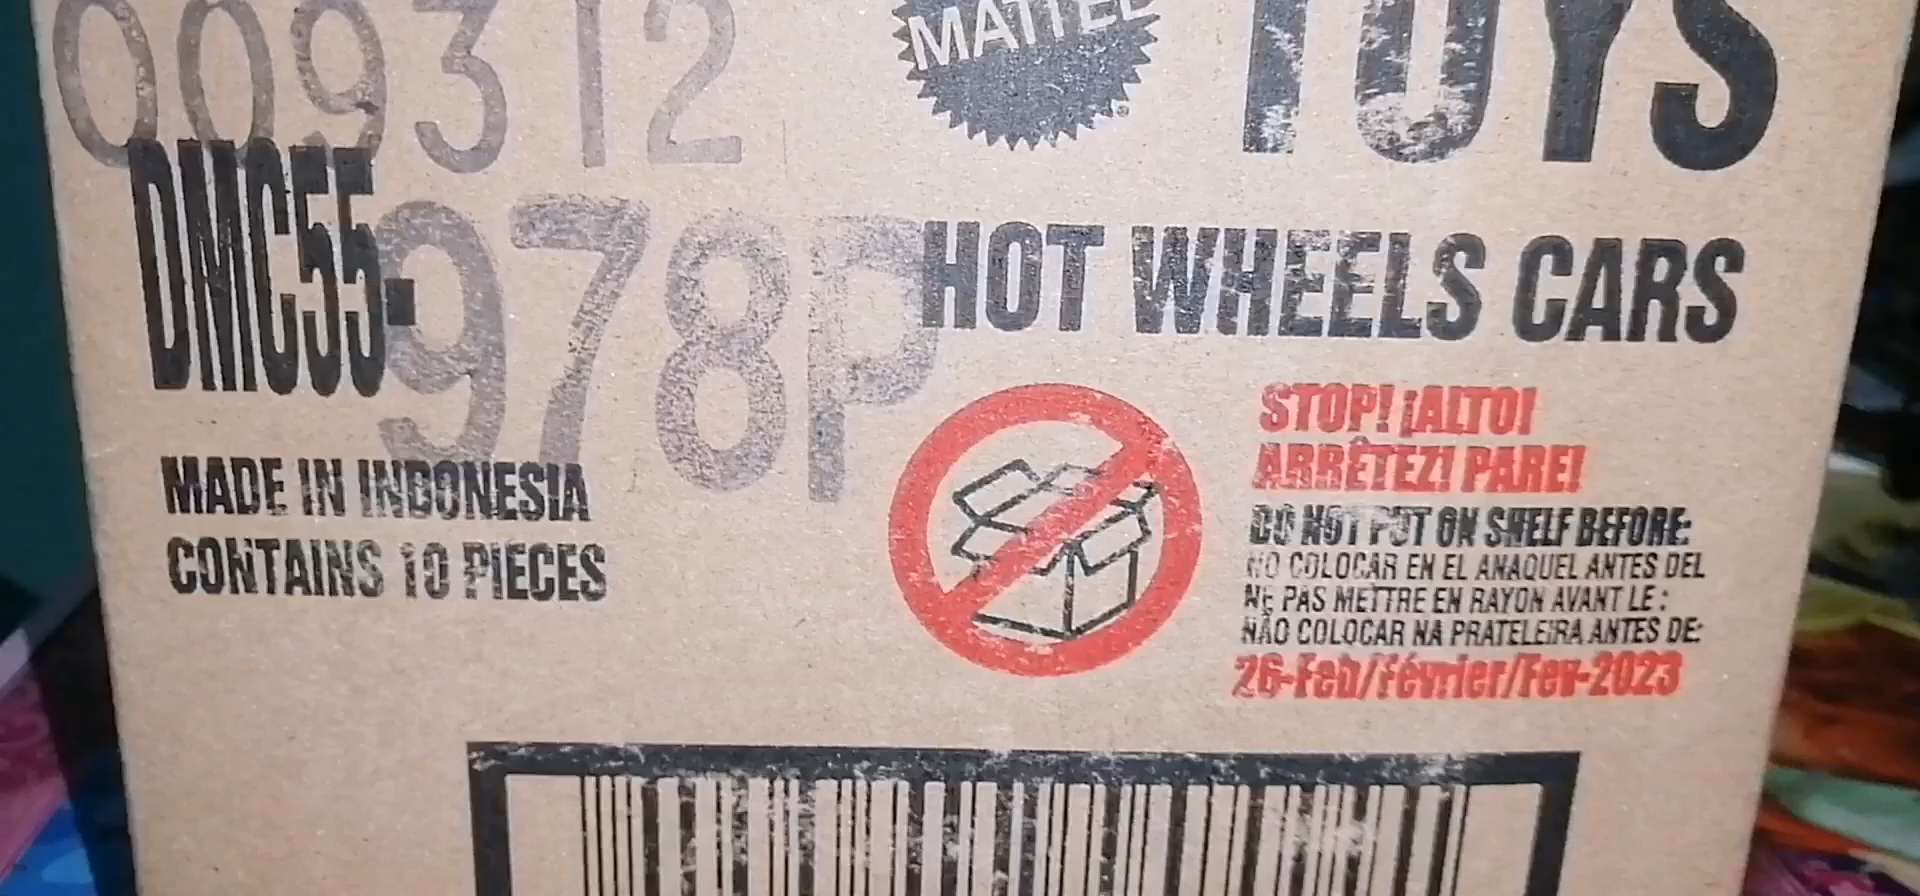 009312
MATTEL
TOYS
DMC55-978P
HOT WHEELS CARS
MADE IN INDONESIA
CONTAINS 10 PIECES
STOP! ¡ALTO!
ARRÊTEZ! PARE!
DO NOT PUT ON SHELF BEFORE:
NO COLOCAR EN EL ANAQUEL ANTES DEL
NE PAS METTRE EN RAYON AVANT LE :
NÃO COLOCAR NA PRATELEIRA ANTES DE:
26-Feb/Février/Fev-2023